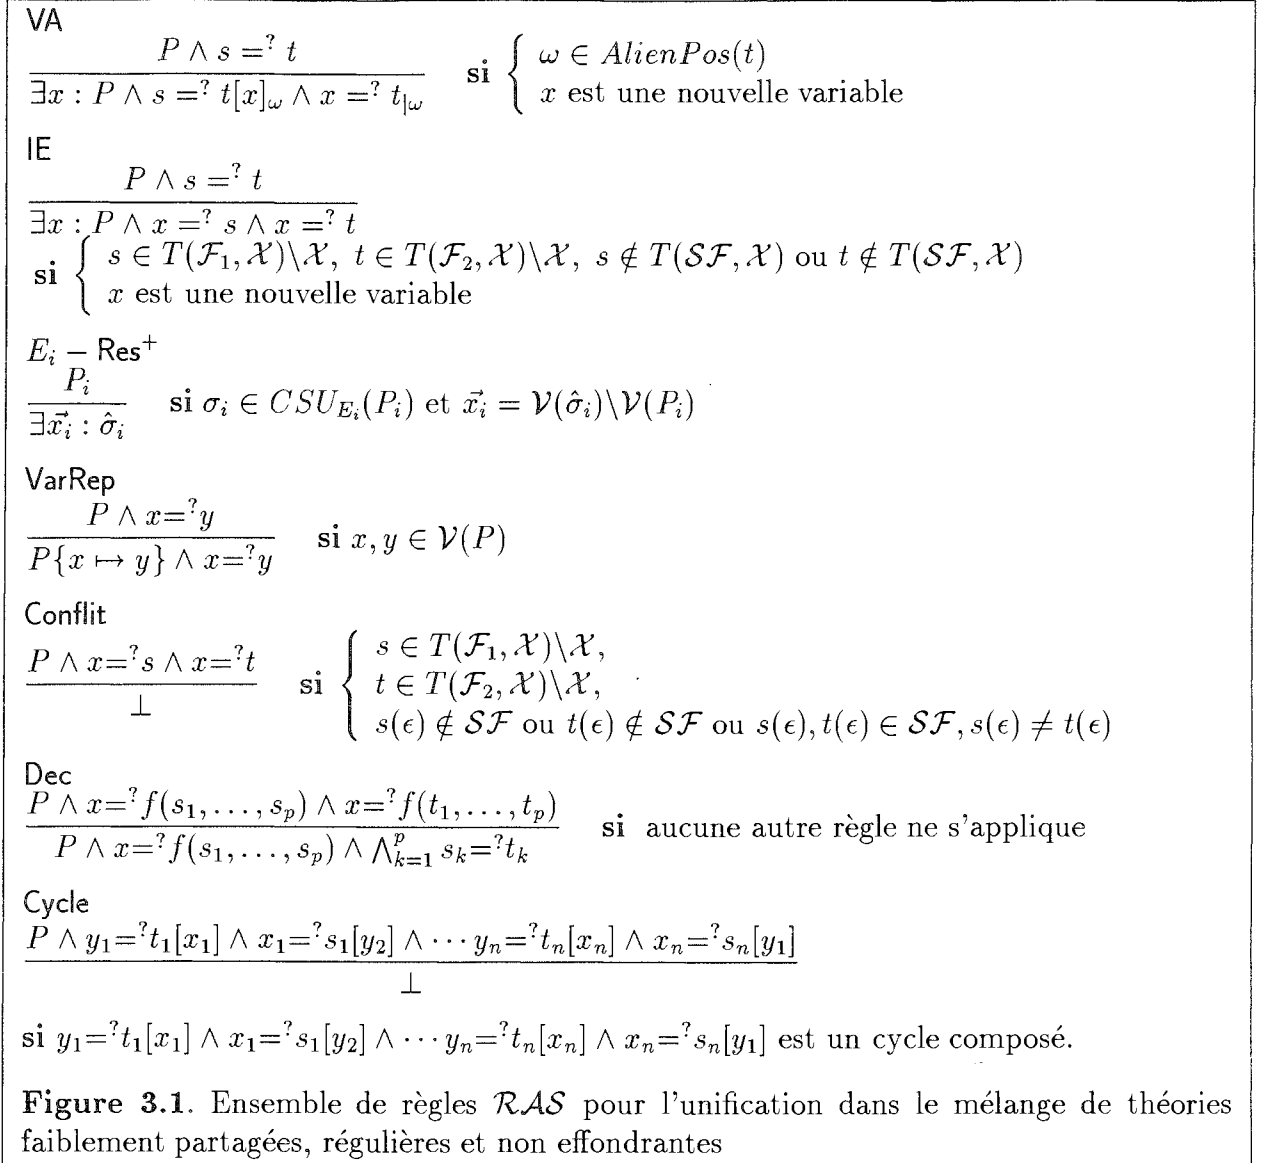 VA
P ∧ s =? t
∃x : P ∧ s =? t[x]ω ∧ x =? t|ω
si { ω ∈ AlienPos(t)
x est une nouvelle variable
IE
P ∧ s =? t
∃x : P ∧ x =? s ∧ x =? t
si { s ∈ T(F1, X)\X, t ∈ T(F2, X)\X, s ∉ T(SF, X) ou t ∉ T(SF, X)
x est une nouvelle variable
Ei – Res+
Pi
∃x⃗i : σ̂i
si σi ∈ CSUEi(Pi) et x⃗i = V(σ̂i)\V(Pi)
VarRep
P ∧ x=?y
P{x ↦ y} ∧ x=?y
si x, y ∈ V(P)
Conflit
P ∧ x=?s ∧ x=?t
⊥
si { s ∈ T(F1, X)\X,
t ∈ T(F2, X)\X,
s(ϵ) ∉ SF ou t(ϵ) ∉ SF ou s(ϵ), t(ϵ) ∈ SF, s(ϵ) ≠ t(ϵ)
Dec
P ∧ x=?f(s1, . . . , sp) ∧ x=?f(t1, . . . , tp)
P ∧ x=?f(s1, . . . , sp) ∧ ⋀pk=1 sk=?tk
si aucune autre règle ne s'applique
Cycle
P ∧ y1=?t1[x1] ∧ x1=?s1[y2] ∧ ··· yn=?tn[xn] ∧ xn=?sn[y1]
⊥
si y1=?t1[x1] ∧ x1=?s1[y2] ∧ ··· yn=?tn[xn] ∧ xn=?sn[y1] est un cycle composé.
Figure 3.1. Ensemble de règles RAS pour l'unification dans le mélange de théories
faiblement partagées, régulières et non effondrantes